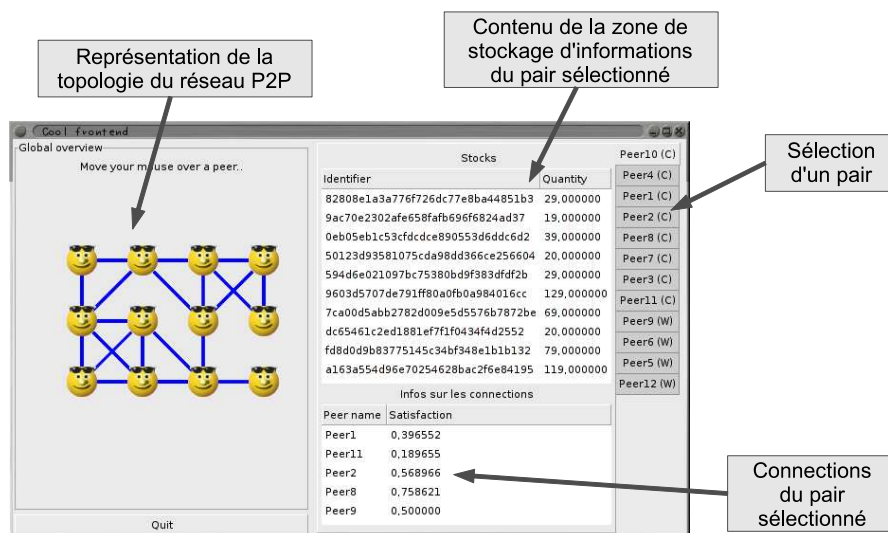 Représentation de la
topologie du réseau P2P
Contenu de la zone de
stockage d'informations
du pair sélectionné
Cool frontend
Global overview
Move your mouse over a peer..
Quit
Stocks
Identifier Quantity
82808e1a3a776f726dc77e8ba44851b3 29,000000
9ac70e2302afe658fafb696f6824ad37 19,000000
0eb05eb1c53cfdcdce890553d6ddc6d2 39,000000
50123d93581075cda98dd366ce256604 20,000000
594d6e021097bc75380bd9f383dfdf2b 29,000000
9603d5707de791ff80a0fb0a984016cc 129,000000
7ca00d5abb2782d009e5d5576b7872be 69,000000
dc65461c2ed1881ef7f1f0434f4d2552 20,000000
fd8d0d9b83775145c34bf348e1b1b132 79,000000
a163a554d96e70254628bac2f6e84195 119,000000
Infos sur les connections
Peer name Satisfaction
Peer1 0,396552
Peer11 0,189655
Peer2 0,568966
Peer8 0,758621
Peer9 0,500000
Peer10 (C)
Peer4 (C)
Peer1 (C)
Peer2 (C)
Peer8 (C)
Peer7 (C)
Peer3 (C)
Peer11 (C)
Peer9 (W)
Peer6 (W)
Peer5 (W)
Peer12 (W)
Sélection
d'un pair
Connections
du pair
sélectionné